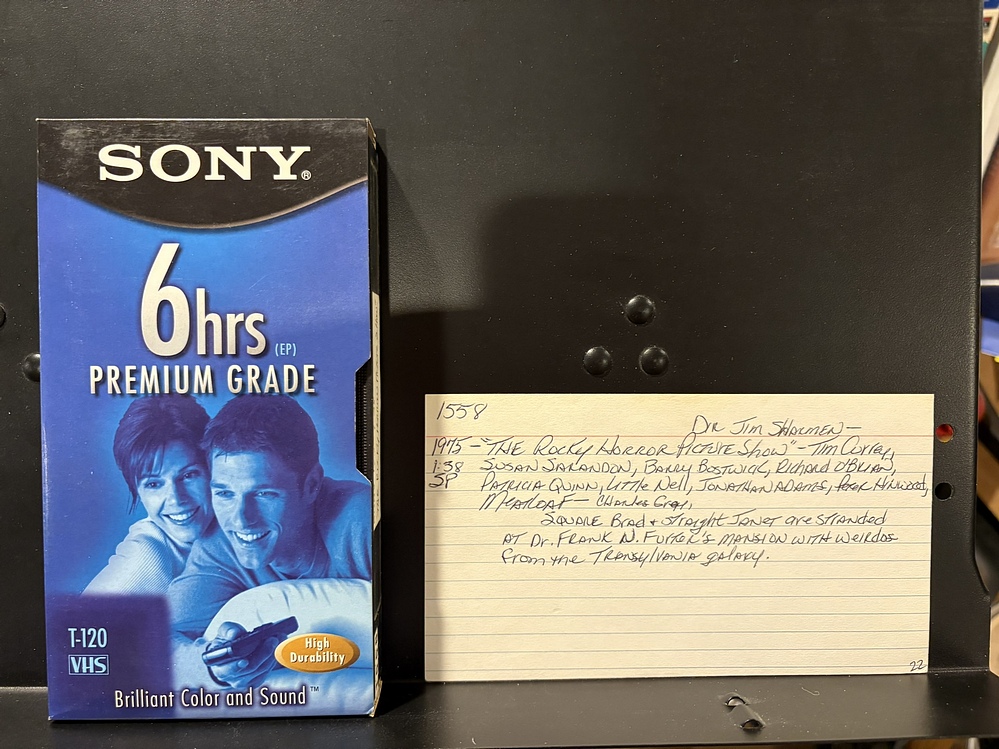 SONY®
6hrs (EP)
PREMIUM GRADE
T-120
VHS
High
Durability
Brilliant Color and Sound™
1558
Dir Jim Sharmen—
1975—"The Rocky Horror Picture Show"—Tim Curry,
1:38 Susan Sarandon, Barry Bostwick, Richard O'Brian,
SP Patricia Quinn, Little Nell, Jonathan Adams, Peter Hinwood,
Meatloaf— Charles Gray,
Square Brad + straight Janet are stranded
at Dr. Frank N. Furter's mansion with weirdos
from the Transylvania galaxy.
22